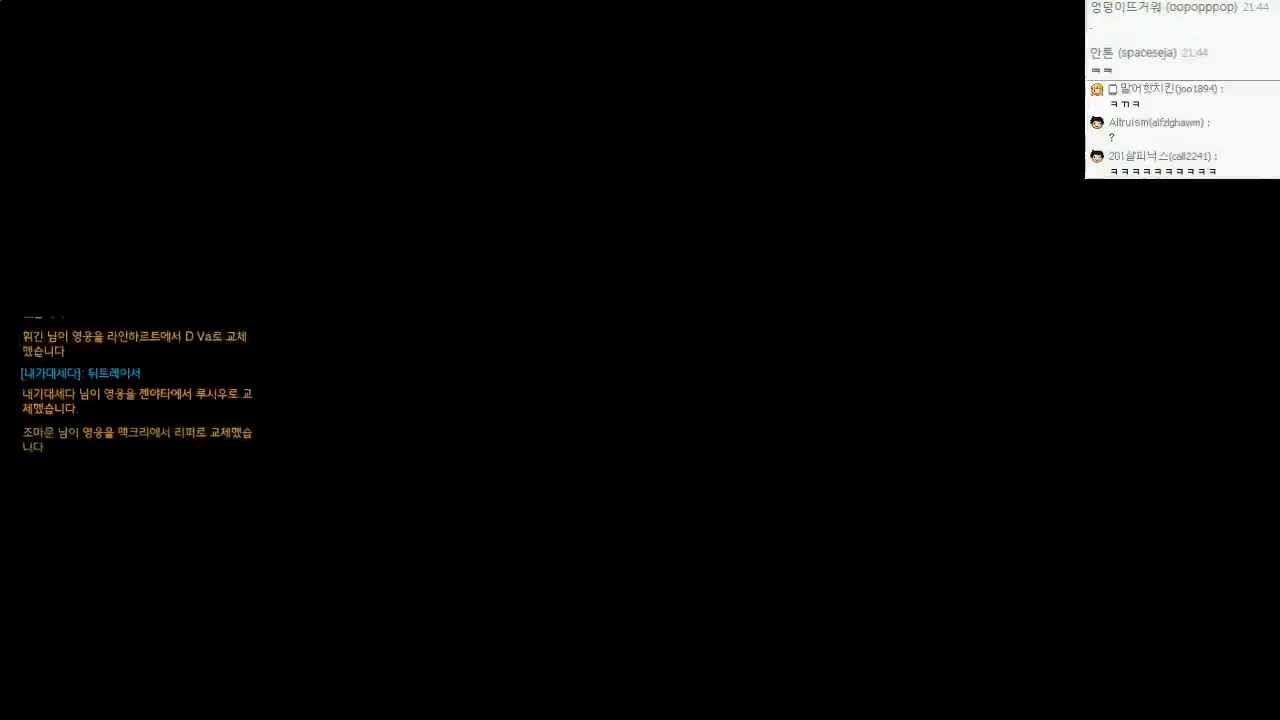 엉덩이뜨거워 (oopopppop) 21:44
.
안톤 (spaceseja) 21:44
ㅋㅋ
말어핫치킨(joo1894) :
ㅋㄲㅋ
Altruism(alfzlghawm) :
?
201살피닉스(call2241) :
ㅋㅋㅋㅋㅋㅋㅋㅋㅋㅋ
휘긴 님이 영웅을 라인하르트에서 D.Va로 교체
했습니다
[내가대세다]: 뒤트레이서
내가대세다 님이 영웅을 젠야타에서 루시우로 교
체했습니다.
조마문 님이 영웅을 맥크리에서 리퍼로 교체했습
니다